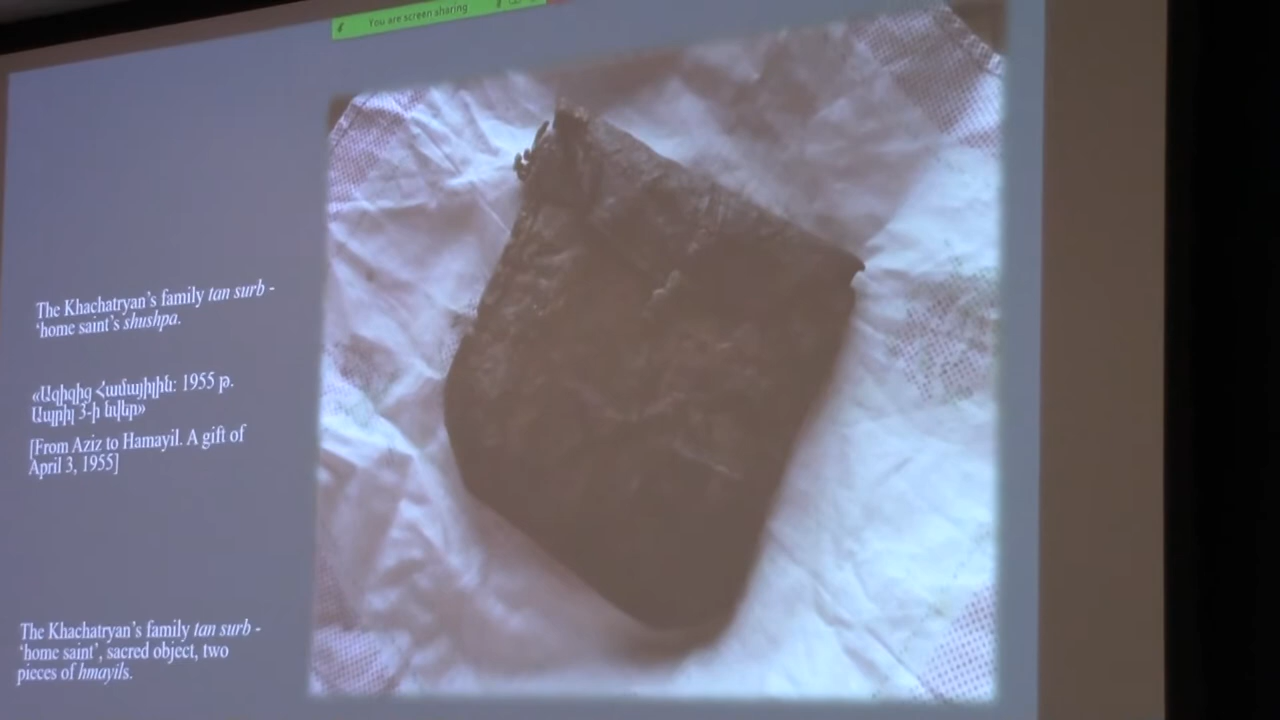 You are screen sharing
The Khachatryan's family tan surb -
'home saint's shushpa.
«Ազիզից Համայիլին: 1955 թ.
Ապրիլ 3-ի նվեր»
[From Aziz to Hamayil. A gift of
April 3, 1955]
The Khachatryan's family tan surb -
'home saint', sacred object, two
pieces of hmayils.